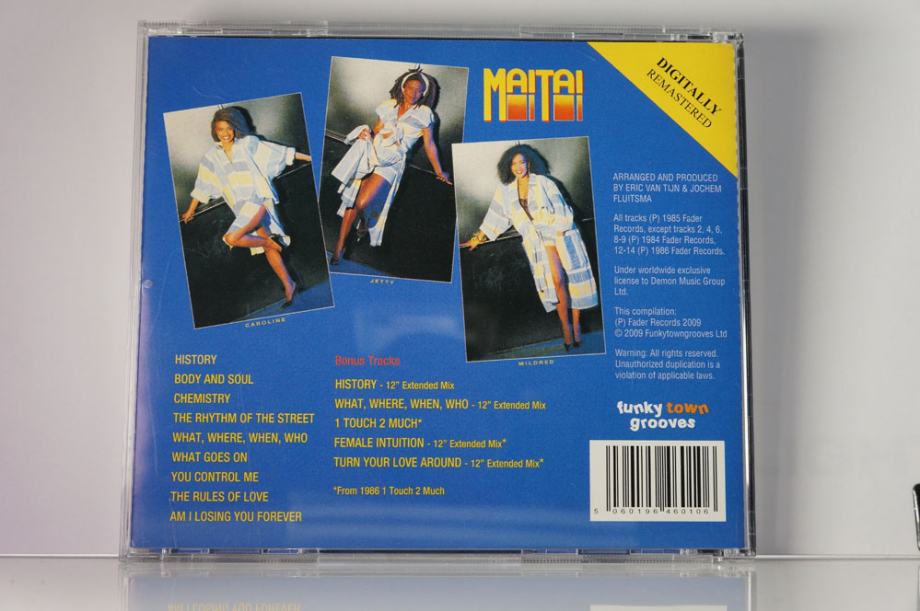 MAI TAI
DIGITALLY
REMASTERED
CAROLINE
JETTY
MILDRED
ARRANGED AND PRODUCED
BY ERIC VAN TIJN & JOCHEM
FLUITSMA
All tracks (P) 1985 Fader
Records, except tracks 2, 4, 6,
8-9 (P) 1984 Fader Records,
12-14 (P) 1986 Fader Records.
Under worldwide exclusive
license to Demon Music Group
Ltd.
This compilation:
(P) Fader Records 2009
© 2009 Funkytowngrooves Ltd
Warning: All rights reserved.
Unauthorized duplication is a
violation of applicable laws.
funky town
grooves
5 060196 460106
HISTORY
BODY AND SOUL
CHEMISTRY
THE RHYTHM OF THE STREET
WHAT, WHERE, WHEN, WHO
WHAT GOES ON
YOU CONTROL ME
THE RULES OF LOVE
AM I LOSING YOU FOREVER
Bonus Tracks
HISTORY - 12" Extended Mix
WHAT, WHERE, WHEN, WHO - 12" Extended Mix
1 TOUCH 2 MUCH*
FEMALE INTUITION - 12" Extended Mix*
TURN YOUR LOVE AROUND - 12" Extended Mix*
*From 1986 1 Touch 2 Much